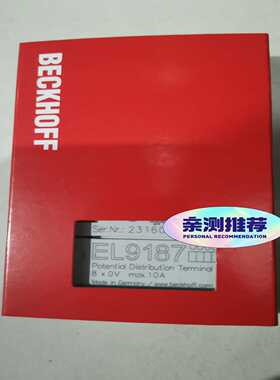 BECKHOFF
亲测推荐
PERSONAL RECOMMENDATION
Ser.Nr.: 2316
EL9187
Potential Distribution Terminal
8 x 0V max.10A
Made in Germany / www.beckhoff.com